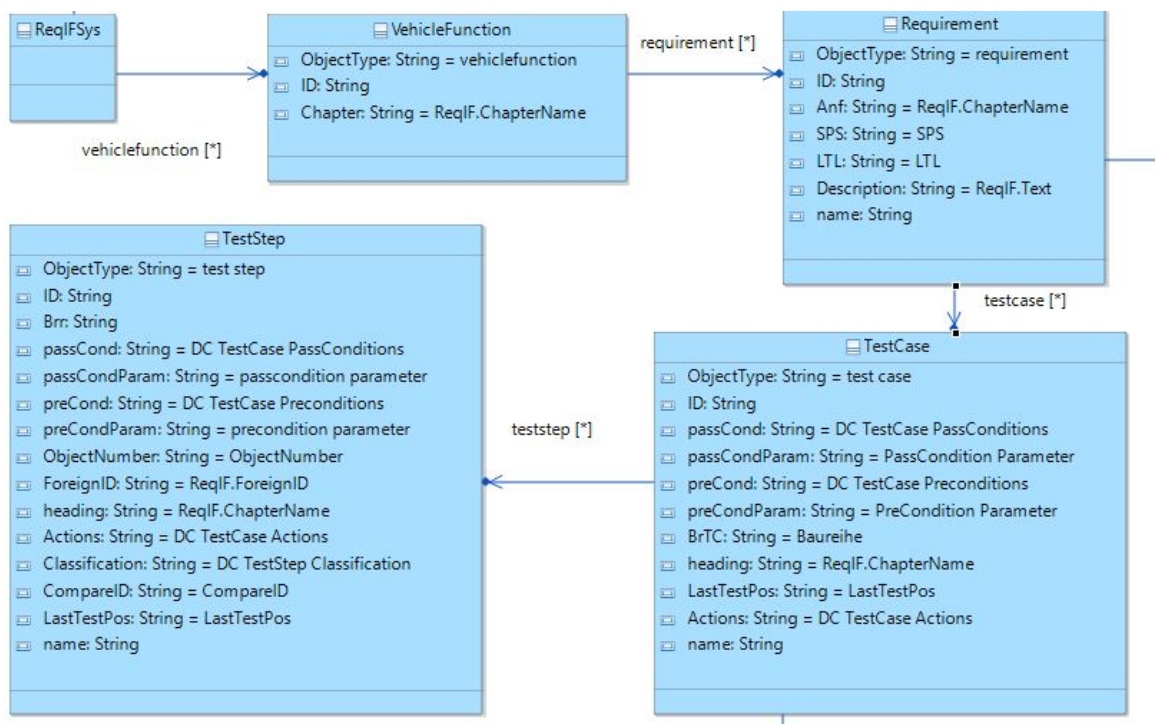 ReqIFSys
vehiclefunction [*]
VehicleFunction
ObjectType: String = vehiclefunction
ID: String
Chapter: String = ReqIF.ChapterName
requirement [*]
Requirement
ObjectType: String = requirement
ID: String
Anf: String = ReqIF.ChapterName
SPS: String = SPS
LTL: String = LTL
Description: String = ReqIF.Text
name: String
testcase [*]
TestStep
ObjectType: String = test step
ID: String
Brr: String
passCond: String = DC TestCase PassConditions
passCondParam: String = passcondition parameter
preCond: String = DC TestCase Preconditions
preCondParam: String = precondition parameter
ObjectNumber: String = ObjectNumber
ForeignID: String = ReqIF.ForeignID
heading: String = ReqIF.ChapterName
Actions: String = DC TestCase Actions
Classification: String = DC TestStep Classification
CompareID: String = CompareID
LastTestPos: String = LastTestPos
name: String
teststep [*]
TestCase
ObjectType: String = test case
ID: String
passCond: String = DC TestCase PassConditions
passCondParam: String = PassCondition Parameter
preCond: String = DC TestCase Preconditions
preCondParam: String = PreCondition Parameter
BrTC: String = Baureihe
heading: String = ReqIF.ChapterName
LastTestPos: String = LastTestPos
Actions: String = DC TestCase Actions
name: String